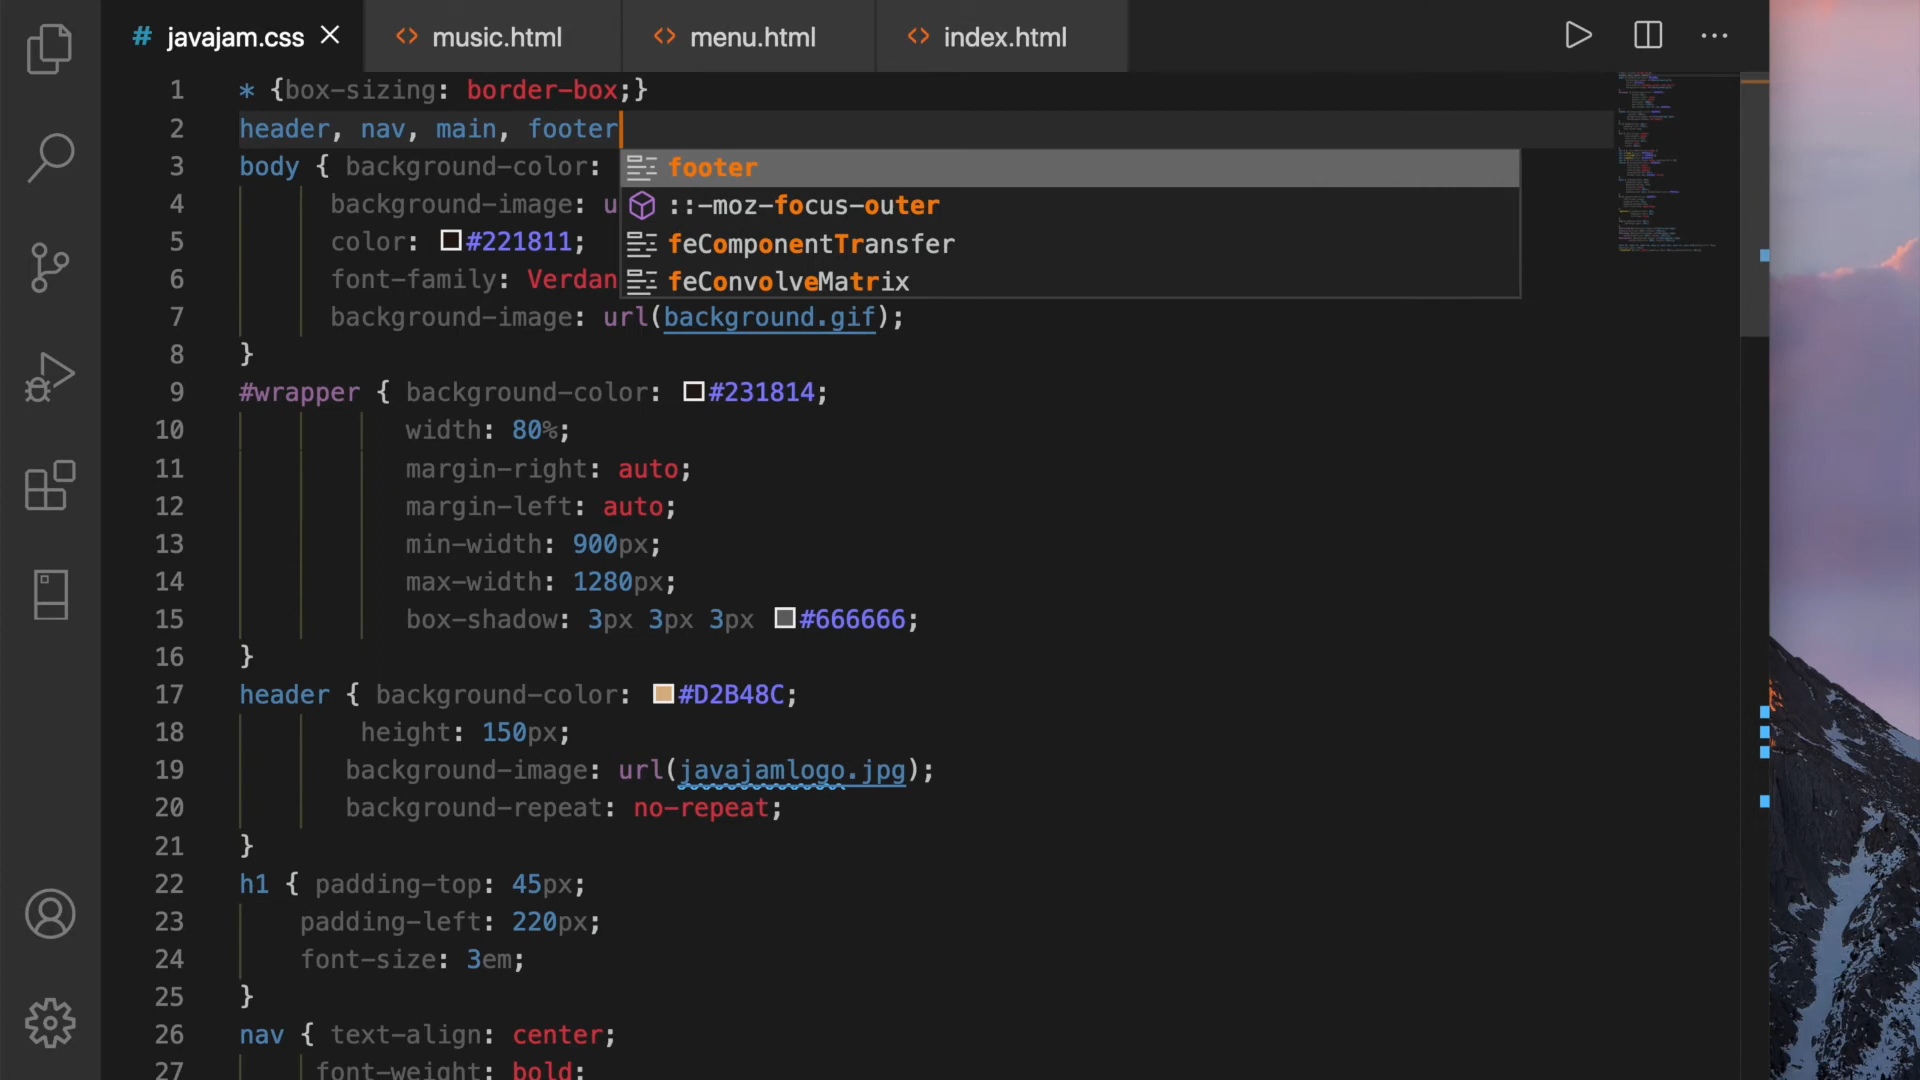 # javajam.css × <> music.html <> menu.html <> index.html
1 * {box-sizing: border-box;}
2 header, nav, main, footer
3 body { background-color:
footer
4 background-image: u
::-moz-focus-outer
5 color: #221811;
feComponentTransfer
6 font-family: Verdan
feConvolveMatrix
7 background-image: url(background.gif);
8 }
9 #wrapper { background-color: #231814;
10 width: 80%;
11 margin-right: auto;
12 margin-left: auto;
13 min-width: 900px;
14 max-width: 1280px;
15 box-shadow: 3px 3px 3px #666666;
16 }
17 header { background-color: #D2B48C;
18 height: 150px;
19 background-image: url(javajamlogo.jpg);
20 background-repeat: no-repeat;
21 }
22 h1 { padding-top: 45px;
23 padding-left: 220px;
24 font-size: 3em;
25 }
26 nav { text-align: center;
27 font-weight: bold;